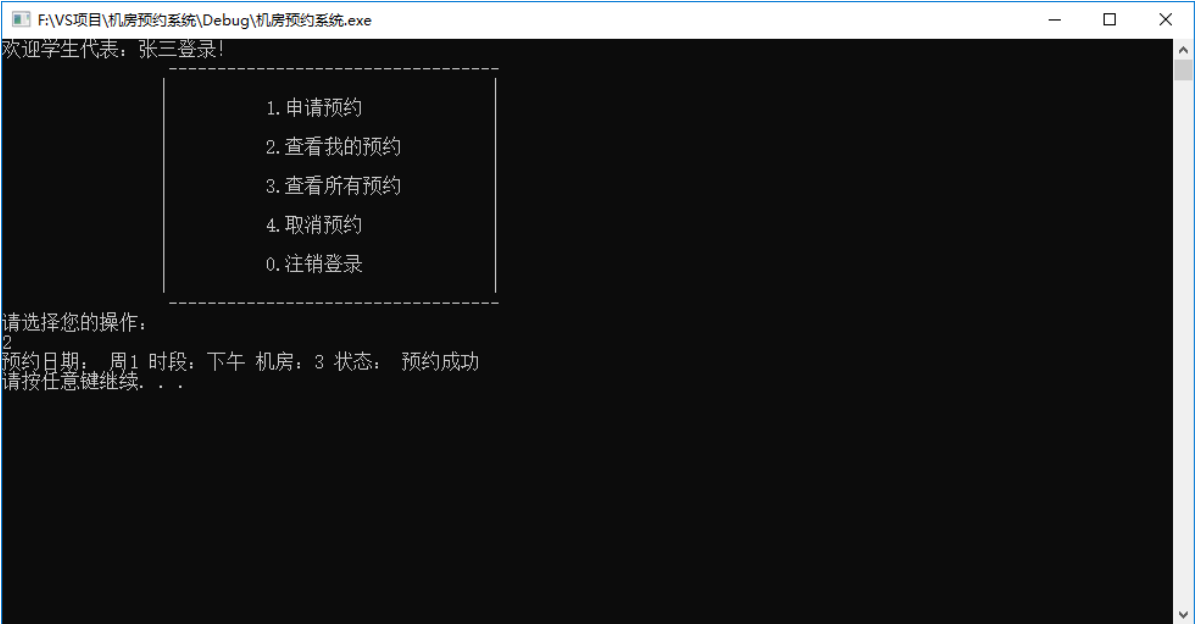 F:\VS项目\机房预约系统\Debug\机房预约系统.exe
欢迎学生代表：张三登录！
----------------------------------
1.申请预约
2.查看我的预约
3.查看所有预约
4.取消预约
0.注销登录
----------------------------------
请选择您的操作：
2
预约日期： 周1 时段：下午 机房：3 状态： 预约成功
请按任意键继续. . .